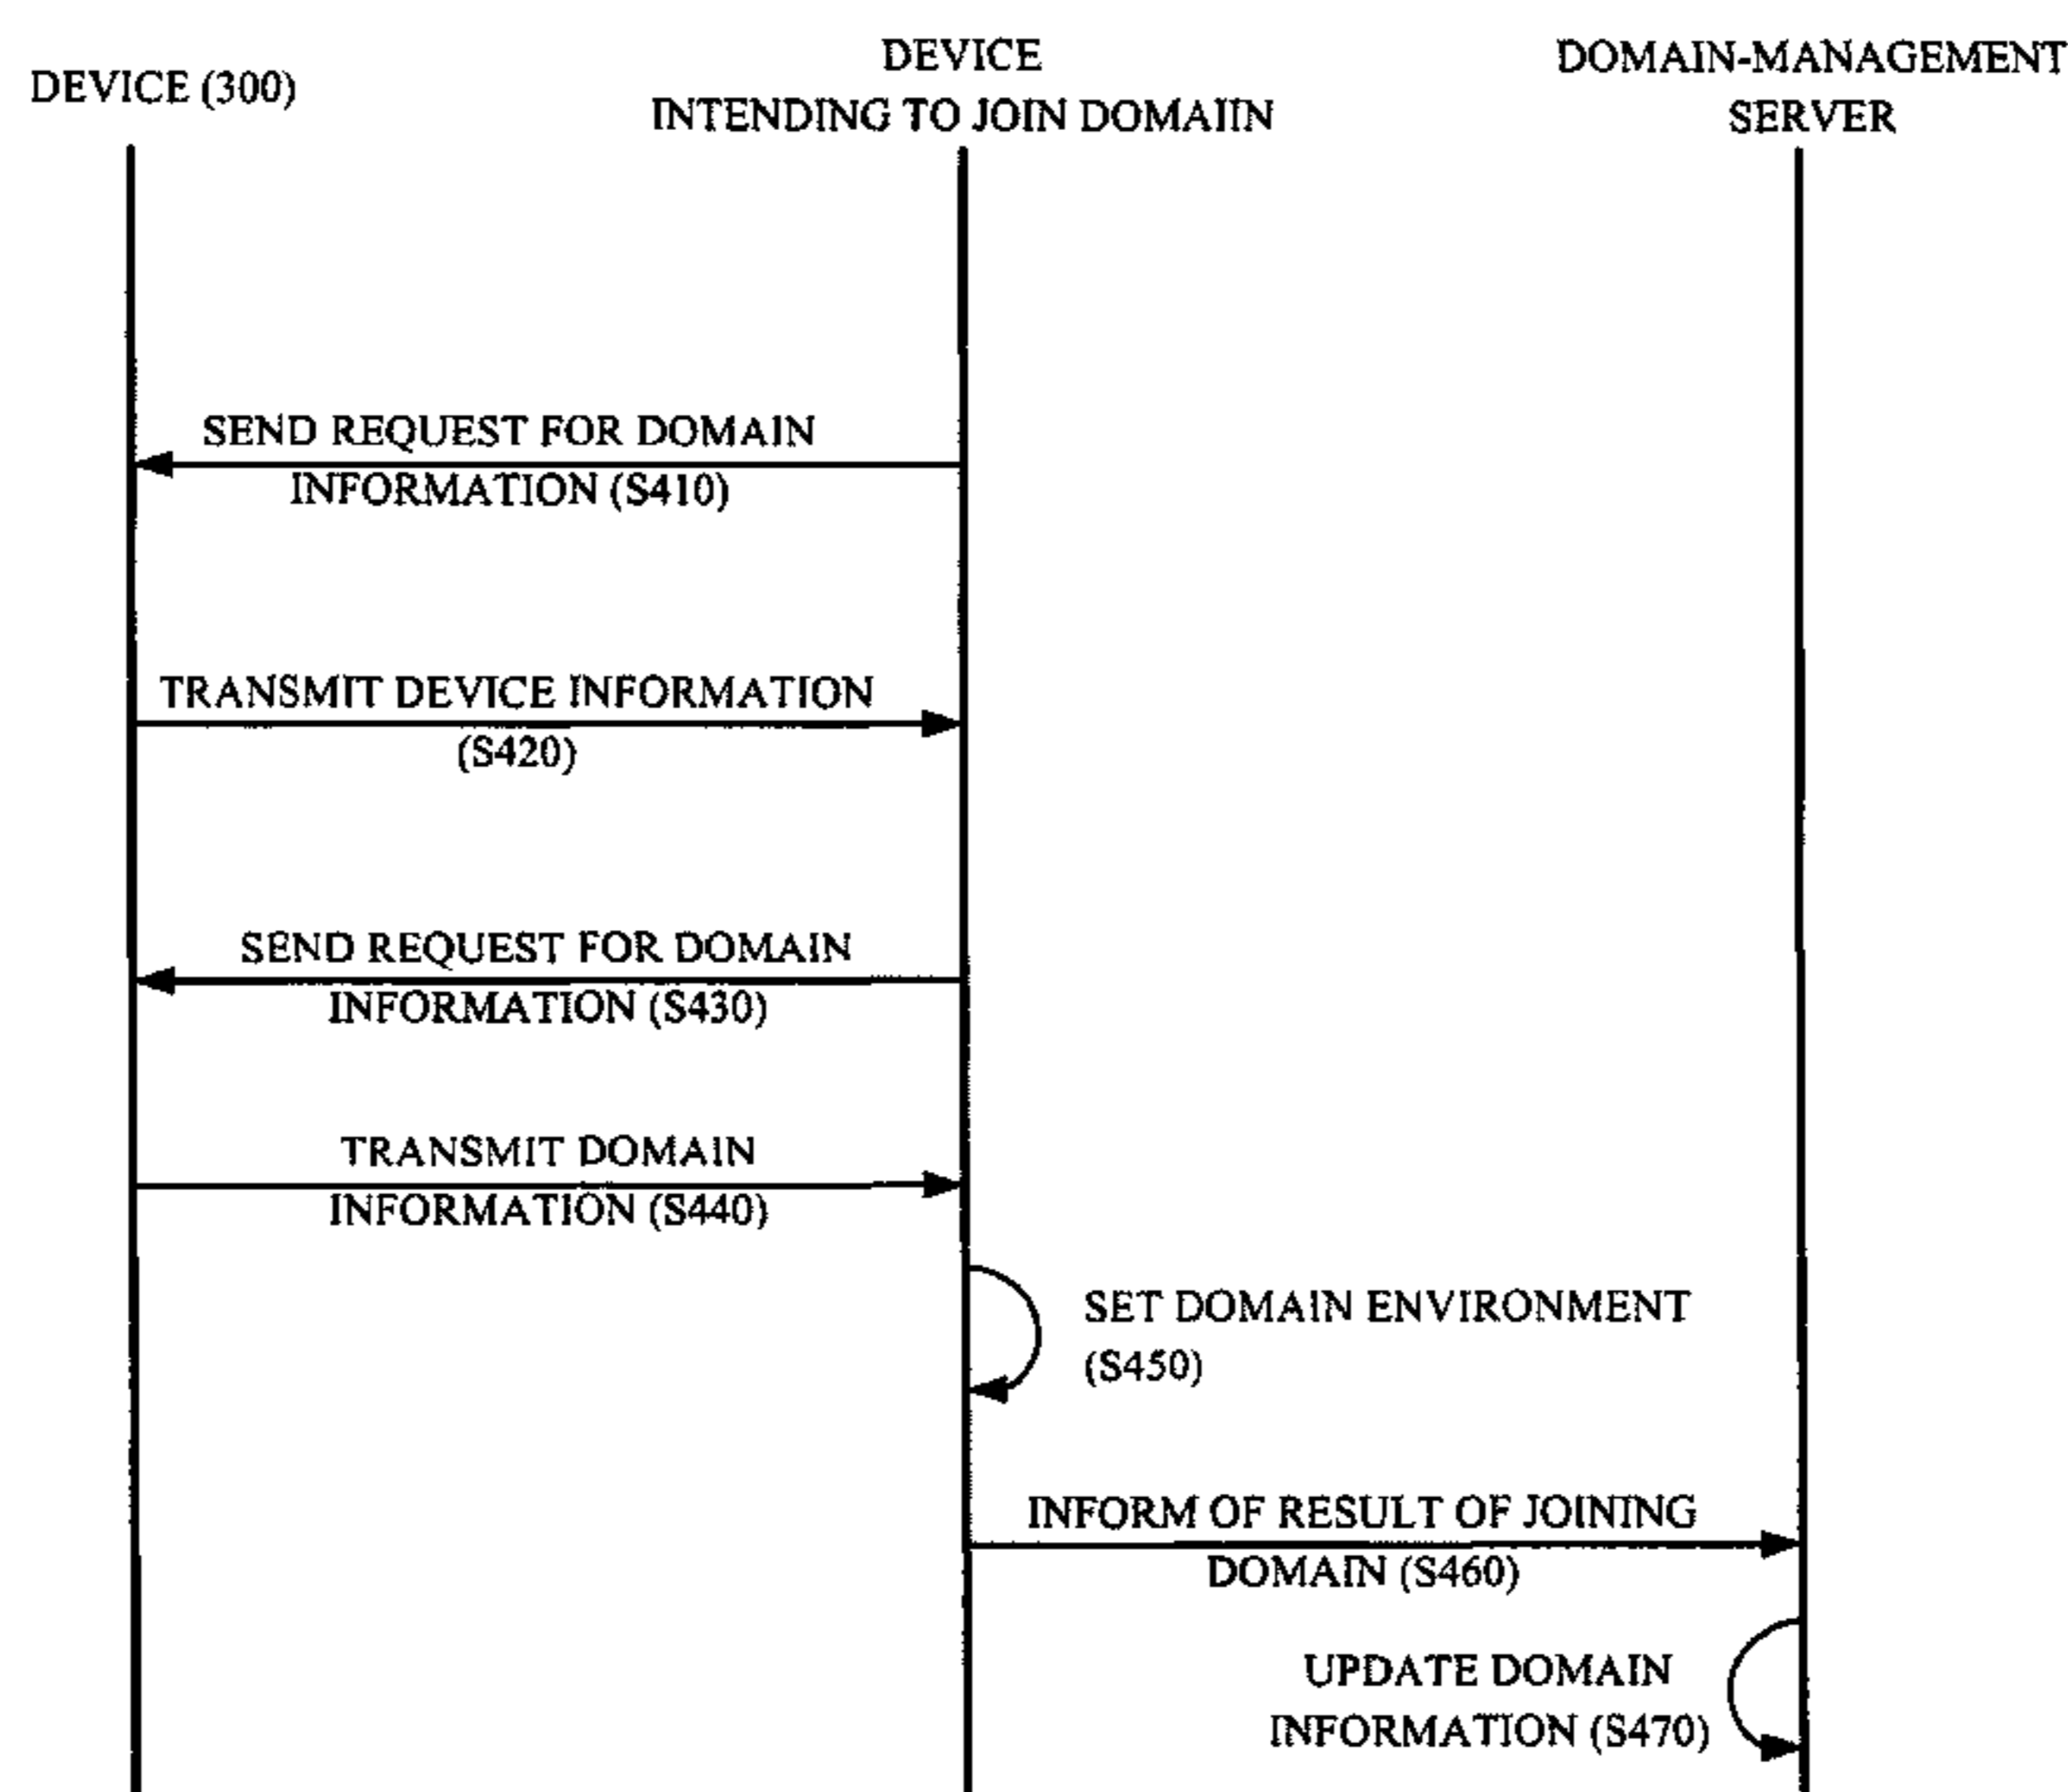 DEVICE (300)
DEVICE
INTENDING TO JOIN DOMAIIN
DOMAIN-MANAGEMENT
SERVER
SEND REQUEST FOR DOMAIN
INFORMATION (S410)
TRANSMIT DEVICE INFORMATION
(S420)
SEND REQUEST FOR DOMAIN
INFORMATION (S430)
TRANSMIT DOMAIN
INFORMATION (S440)
SET DOMAIN ENVIRONMENT
(S450)
INFORM OF RESULT OF JOINING
DOMAIN (S460)
UPDATE DOMAIN
INFORMATION (S470)